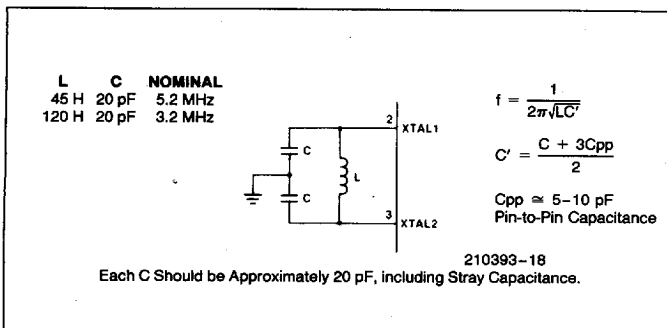 L C NOMINAL
45 H 20 pF 5.2 MHz
120 H 20 pF 3.2 MHz
2
XTAL1
C
L
C
3
XTAL2
f = 1 / 2π√LC'
C' = C + 3Cpp / 2
Cpp ≅ 5–10 pF
Pin-to-Pin Capacitance
210393–18
Each C Should be Approximately 20 pF, including Stray Capacitance.